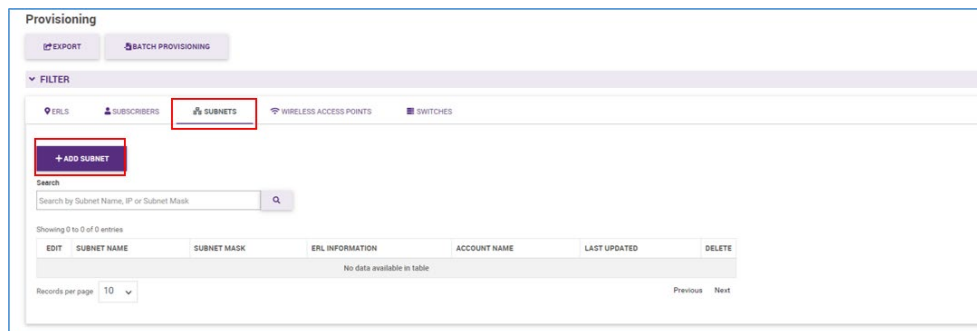 Provisioning
EXPORT BATCH PROVISIONING
FILTER
ERLS SUBSCRIBERS SUBNETS WIRELESS ACCESS POINTS SWITCHES
+ ADD SUBNET
Search
Search by Subnet Name, IP or Subnet Mask
Showing 0 to 0 of 0 entries
EDIT SUBNET NAME SUBNET MASK ERL INFORMATION ACCOUNT NAME LAST UPDATED DELETE
No data available in table
Records per page 10 Previous Next